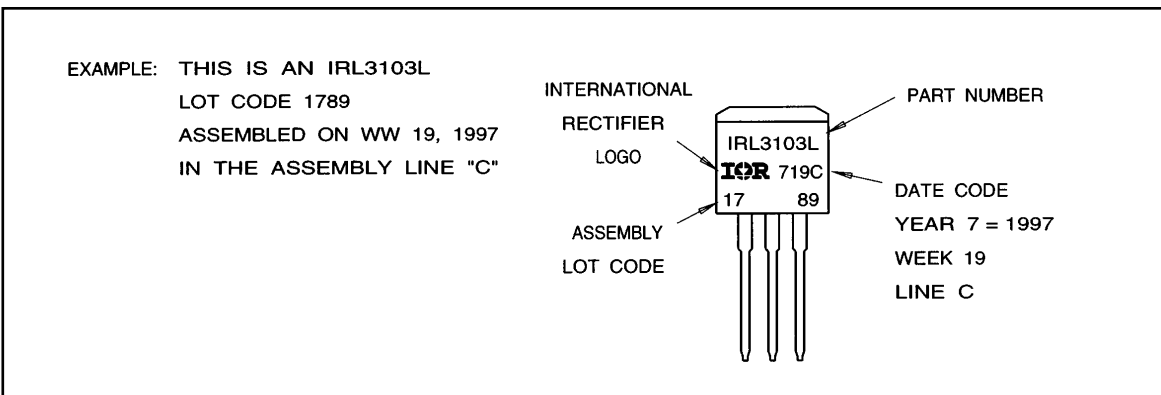 EXAMPLE: THIS IS AN IRL3103L
LOT CODE 1789
ASSEMBLED ON WW 19, 1997
IN THE ASSEMBLY LINE "C"
INTERNATIONAL
RECTIFIER
LOGO
ASSEMBLY
LOT CODE
IRL3103L
IOR 719C
17 89
PART NUMBER
DATE CODE
YEAR 7 = 1997
WEEK 19
LINE C